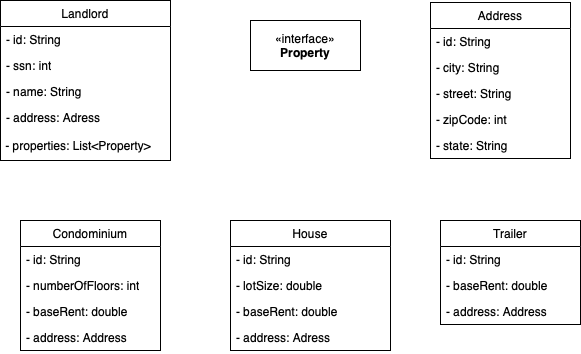 Landlord
- id: String
- ssn: int
- name: String
- address: Adress
- properties: List<Property>
«interface»
Property
Address
- id: String
- city: String
- street: String
- zipCode: int
- state: String
Condominium
- id: String
- numberOfFloors: int
- baseRent: double
- address: Address
House
- id: String
- lotSize: double
- baseRent: double
- address: Adress
Trailer
- id: String
- baseRent: double
- address: Address